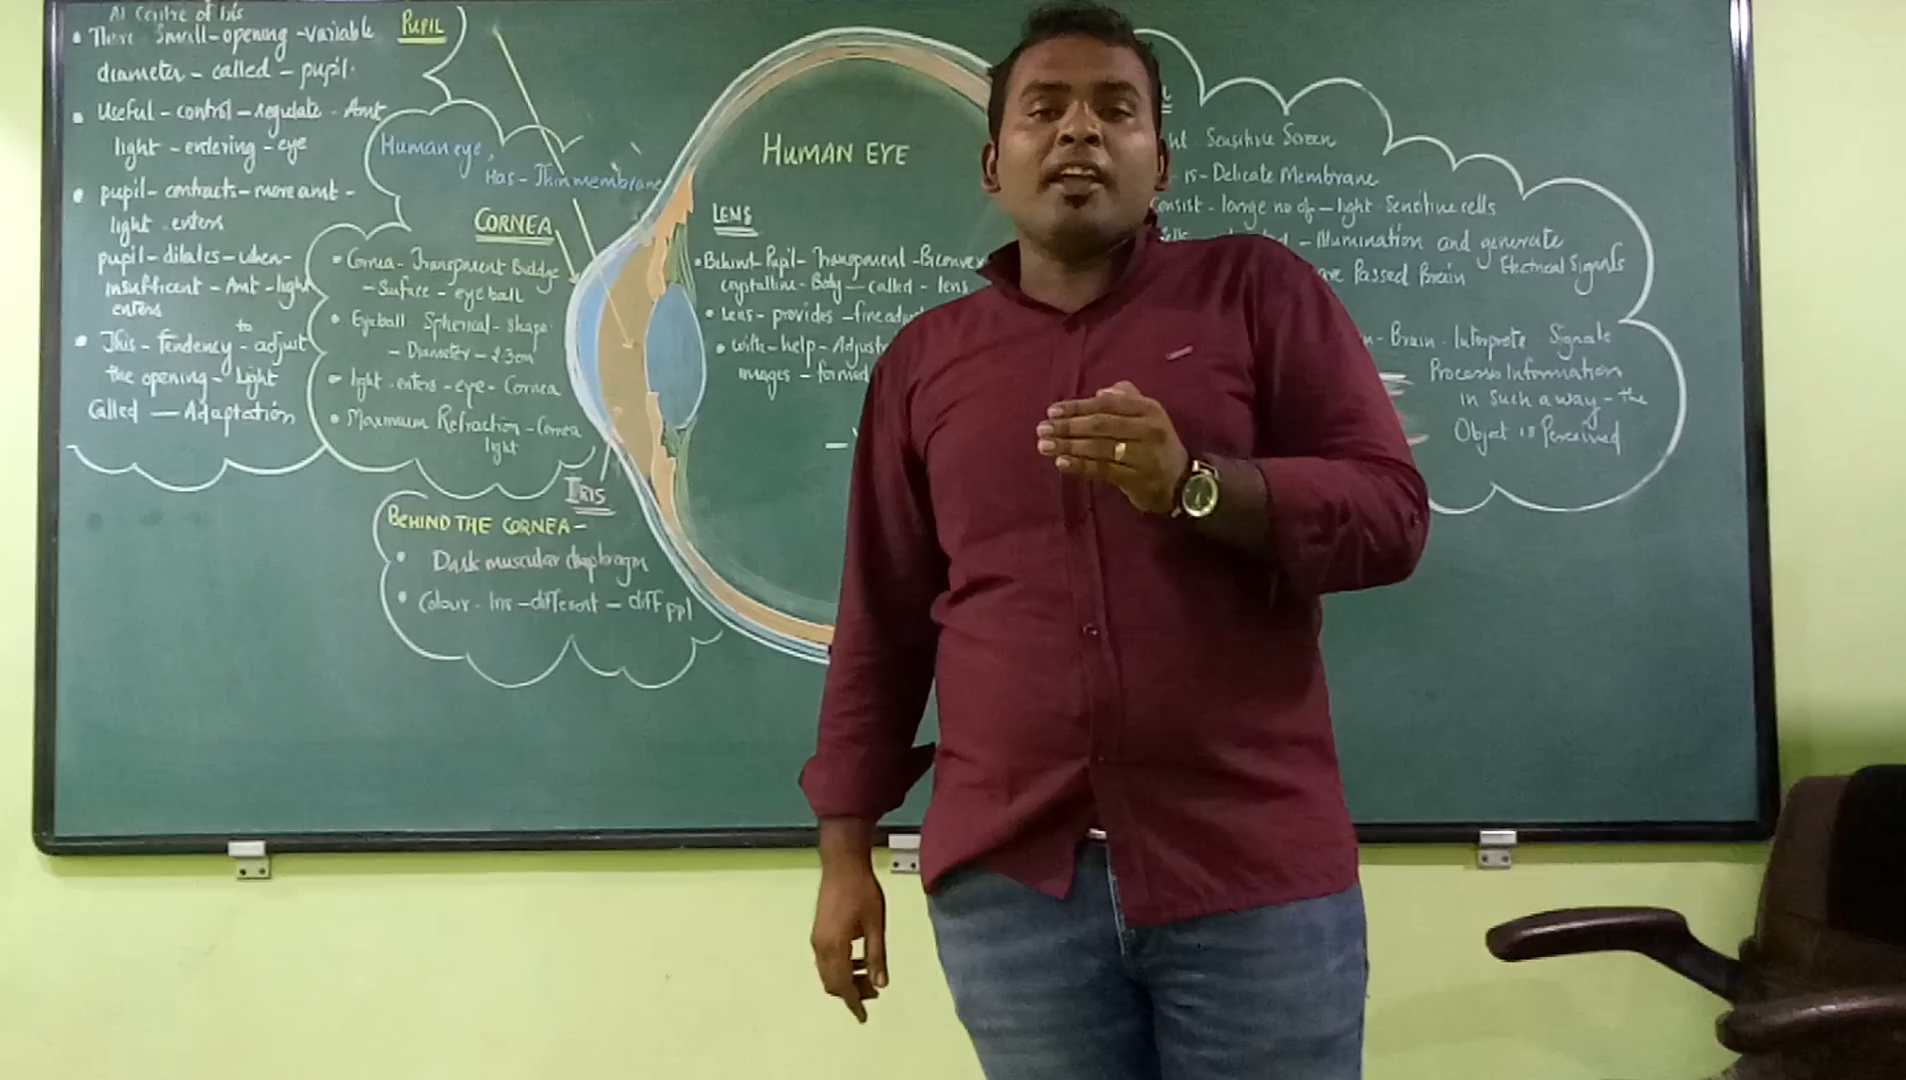 At Centre of Iris
• There Small - opening - variable
diameter - called - pupil.
• Useful - control - regulate - Amt
light - entering - eye
• pupil - contracts - more amt -
light enters
pupil - dilates - when -
insufficent - Amt - light
enters
• This - tendency - to adjust
the opening - light
Called — Adaptation
PUPIL
Human eye,
Has - Thin membrane
CORNEA
• Cornea - Transparent
- Surface - eye ball
• Eyeball Spherical - shape
- Diameter - 2.3cm
• light - enters - eye - Cornea
• Maximum Refraction - Cornea
light
IRIS
BEHIND THE CORNEA -
• Dark muscular diaphragm
• Colour - Iris - different - diff ppl
HUMAN EYE
LENS
• Behind - Pupil - Transparent - Biconvex
crystalline - Body - called - lens
• Lens - provides - fine
• with - help -
images - formed
Sensitive Screen
- is - Delicate Membrane
Consist - large no of - light Sensitive cells
- Illumination and generate
Electrical Signals
are Passed Brain
- Brain - Interprete Signals
Process Information
in Such a way - the
Object is Perceived